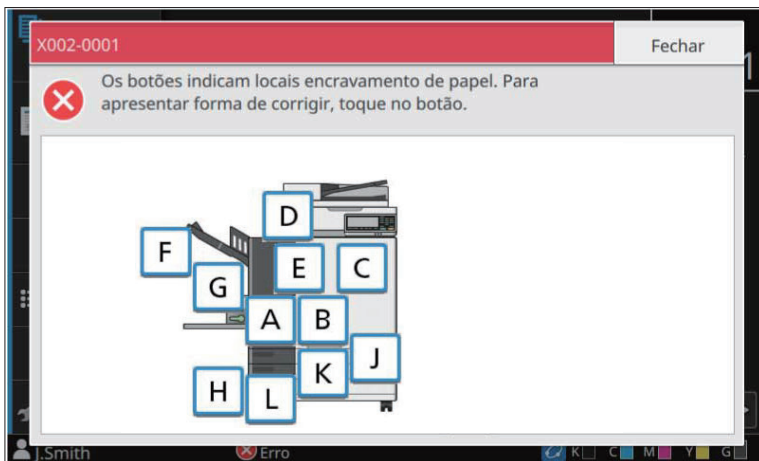 X002-0001
Fechar
1
Os botões indicam locais encravamento de papel. Para
apresentar forma de corrigir, toque no botão.
D
F
E
C
G
A
B
J
K
H
L
J.Smith
Erro
K
C
M
Y
G